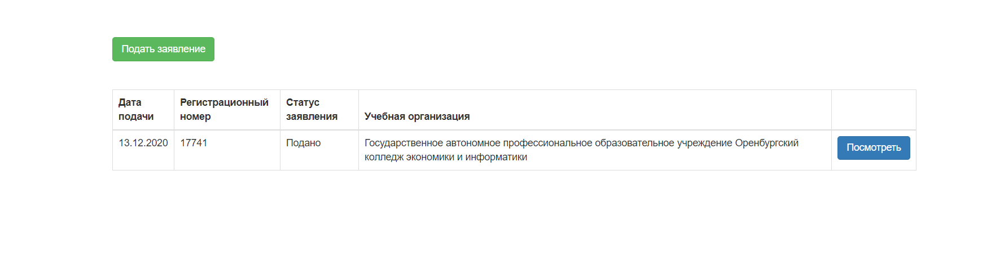 Подать заявление
Дата подачи
Регистрационный номер
Статус заявления
Учебная организация
13.12.2020
17741
Подано
Государственное автономное профессиональное образовательное учреждение Оренбургский
колледж экономики и информатики
Посмотреть